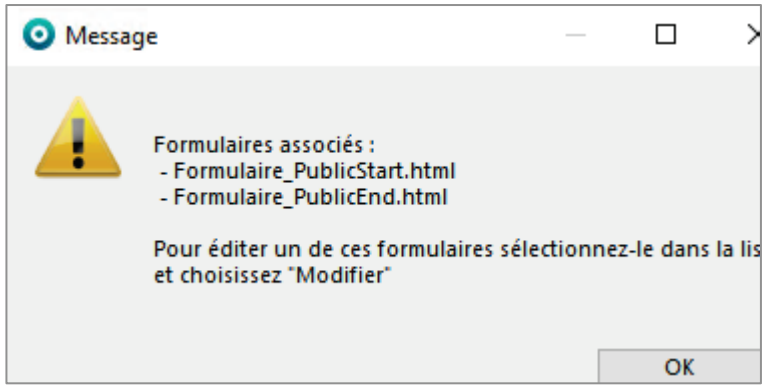 Message
Formulaires associés :
- Formulaire_PublicStart.html
- Formulaire_PublicEnd.html
Pour éditer un de ces formulaires sélectionnez-le dans la
et choisissez "Modifier"
OK